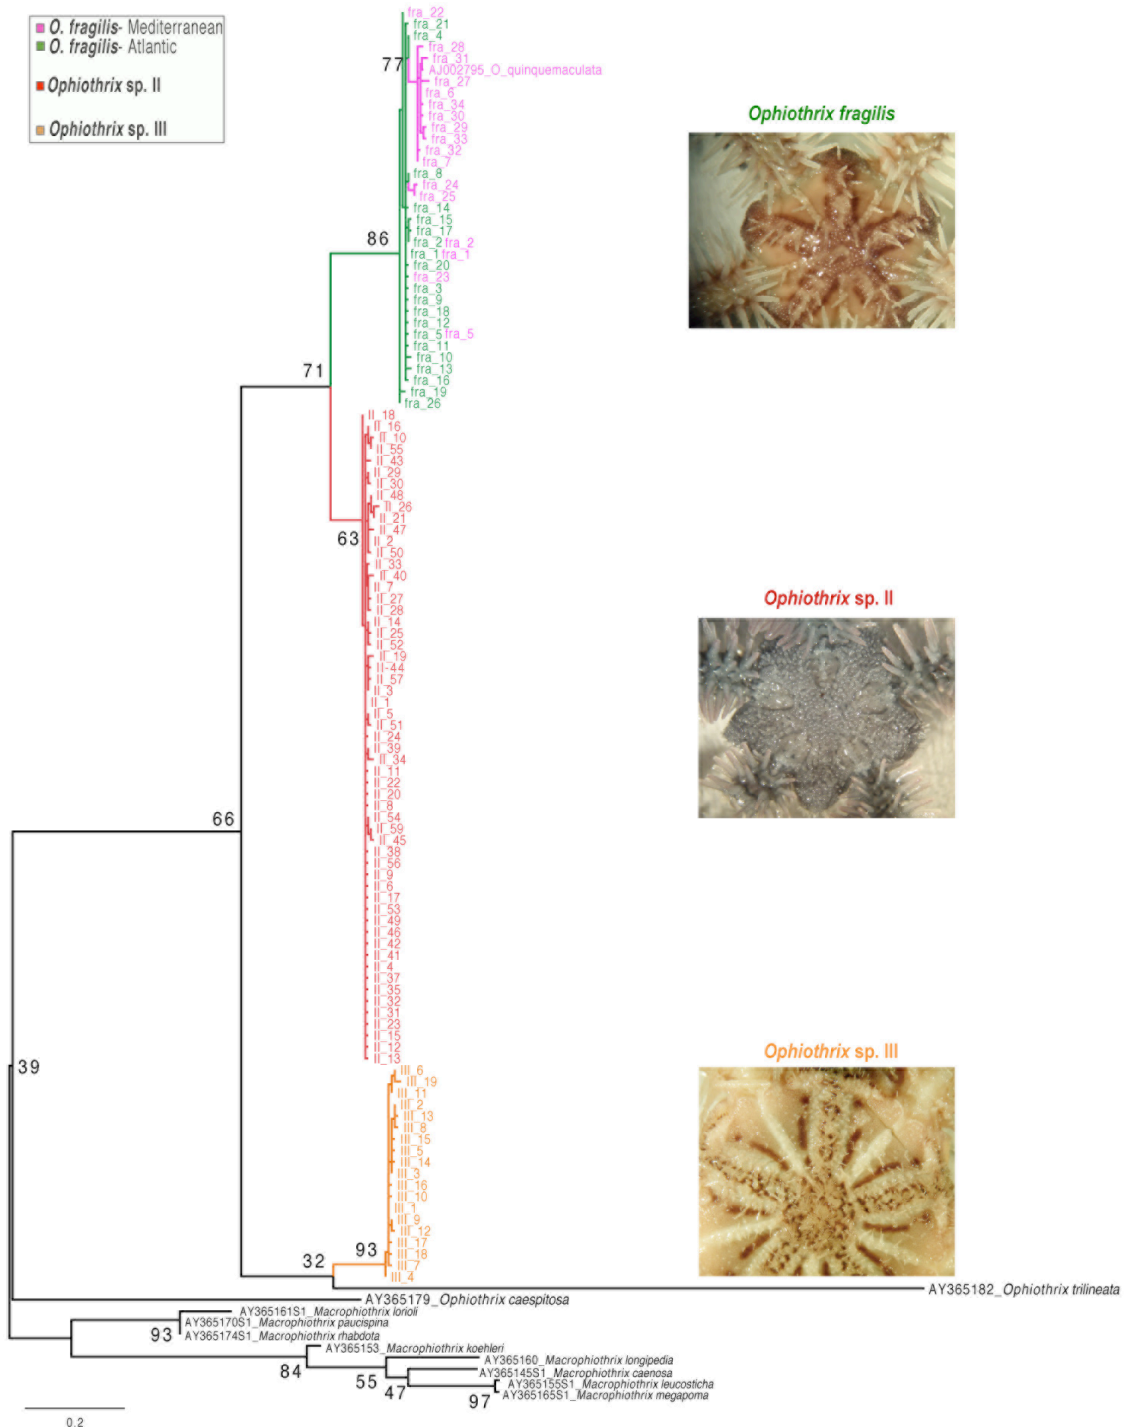 O. fragilis- Mediterranean
O. fragilis- Atlantic
Ophiothrix sp. II
Ophiothrix sp. III
fra_22
fra_21
fra_4
fra_28
fra_31
77
AJ002795_O_quinquemaculata
fra_27
fra_6
fra_34
fra_30
fra_29
fra_33
fra_32
fra_7
fra_8
fra_24
fra_25
fra_14
fra_15
fra_17
86
fra_2 fra_2
fra_1 fra_1
fra_20
fra_23
fra_3
fra_9
fra_18
fra_12
fra_5 fra_5
fra_11
fra_10
fra_13
71
fra_16
fra_19
fra_26
Ophiothrix fragilis
II_18
II_16
II_10
II_55
II_43
II_29
II_30
II_48
II_26
II_21
II_47
63
II_2
II_50
II_33
II_40
II_7
II_27
II_28
II_14
II_25
II_52
II_19
II-44
II_57
II_3
II_1
II_5
II_51
II_24
II_39
II_34
II_11
II_22
II_20
II_8
II_54
66
II_59
II_45
II_38
II_56
II_9
II_6
II_17
II_53
II_49
II_46
II_42
II_41
II_4
II_37
II_35
II_32
II_31
II_23
II_15
II_12
II_13
Ophiothrix sp. II
39
III_6
III_19
III_11
III_2
III_13
III_8
III_15
III_5
III_14
III_3
III_16
III_10
III_1
III_9
III_12
III_17
93
III_18
32
III_7
III_4
Ophiothrix sp. III
AY365182_Ophiothrix trilineata
AY365179_Ophiothrix caespitosa
AY365161S1_Macrophiothrix lorioli
AY365170S1_Macrophiothrix paucispina
93
AY365174S1_Macrophiothrix rhabdota
AY365153_Macrophiothrix koehleri
84
AY365160_Macrophiothrix longipedia
55
AY365145S1_Macrophiothrix caenosa
47
AY365155S1_Macrophiothrix leucosticha
97
AY365165S1_Macrophiothrix megapoma
0.2